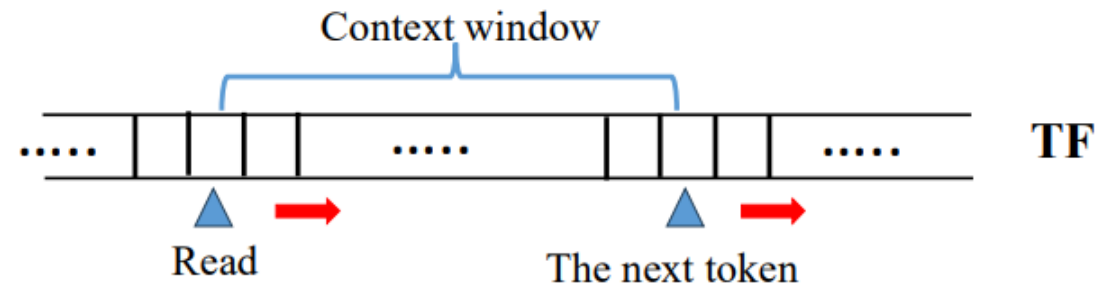 Context window
..... ..... ..... TF
Read
The next token